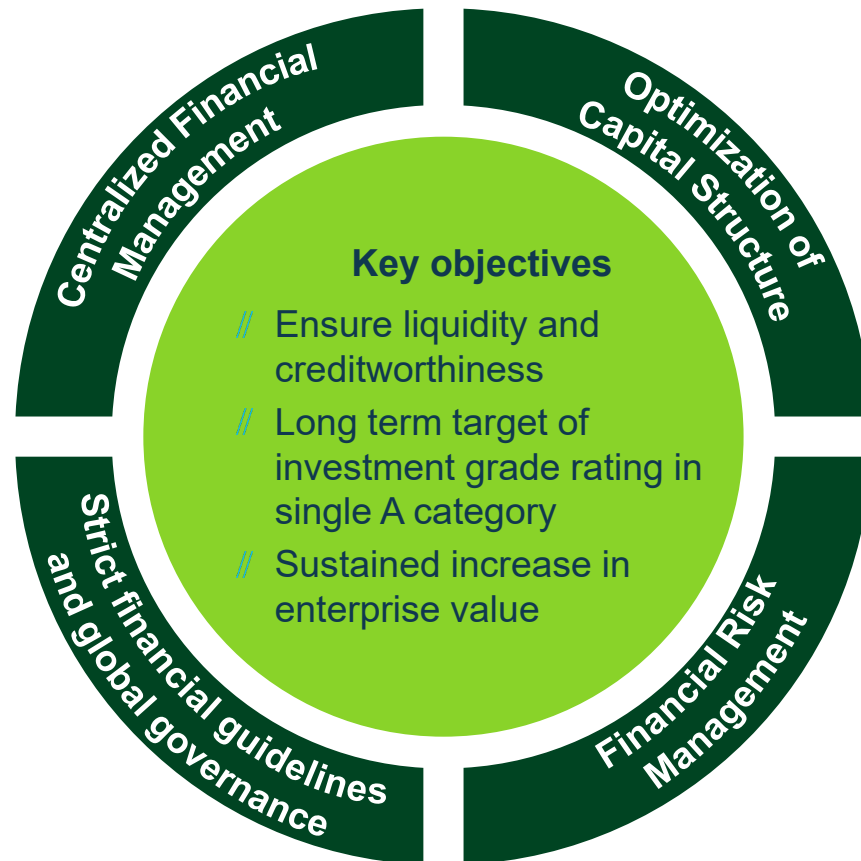 Centralized Financial
Management
Optimization of
Capital Structure
Key objectives
// Ensure liquidity and
creditworthiness
// Long term target of
investment grade rating in
single A category
// Sustained increase in
enterprise value
Strict financial guidelines
and global governance
Financial Risk
Management